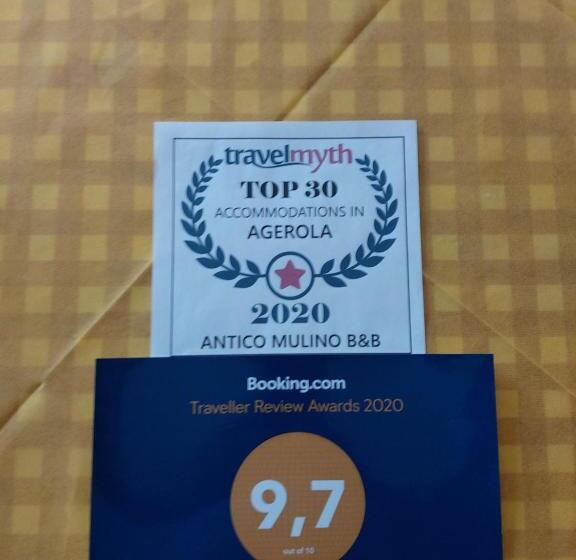 travelmyth
TOP 30
ACCOMMODATIONS IN
AGEROLA
2020
ANTICO MULINO B&B
Booking.com
Traveller Review Awards 2020
9,7
out of 10